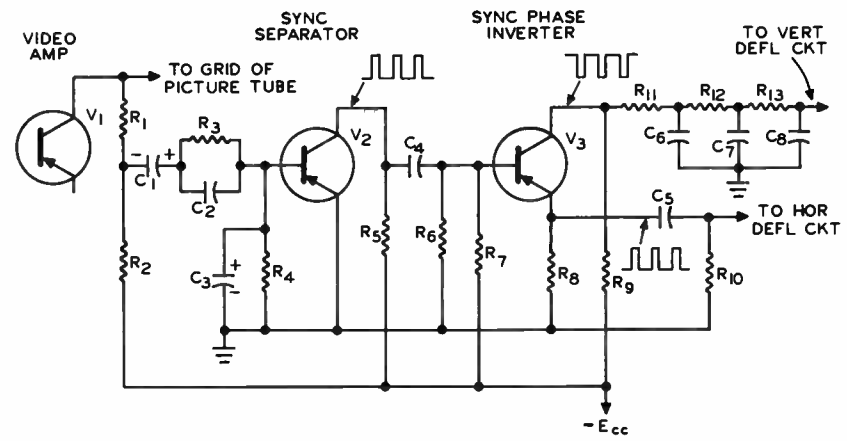 VIDEO
AMP
SYNC
SEPARATOR
SYNC PHASE
INVERTER
TO VERT
DEFL CKT
TO GRID OF
PICTURE TUBE
V1
R1
R3
V2
C4
V3
R11
R12
R13
C6
C7
C8
- +
C1
C2
C5
TO HOR
DEFL CKT
R2
C3
+
-
R4
R5
R6
R7
R8
R9
R10
-Ecc